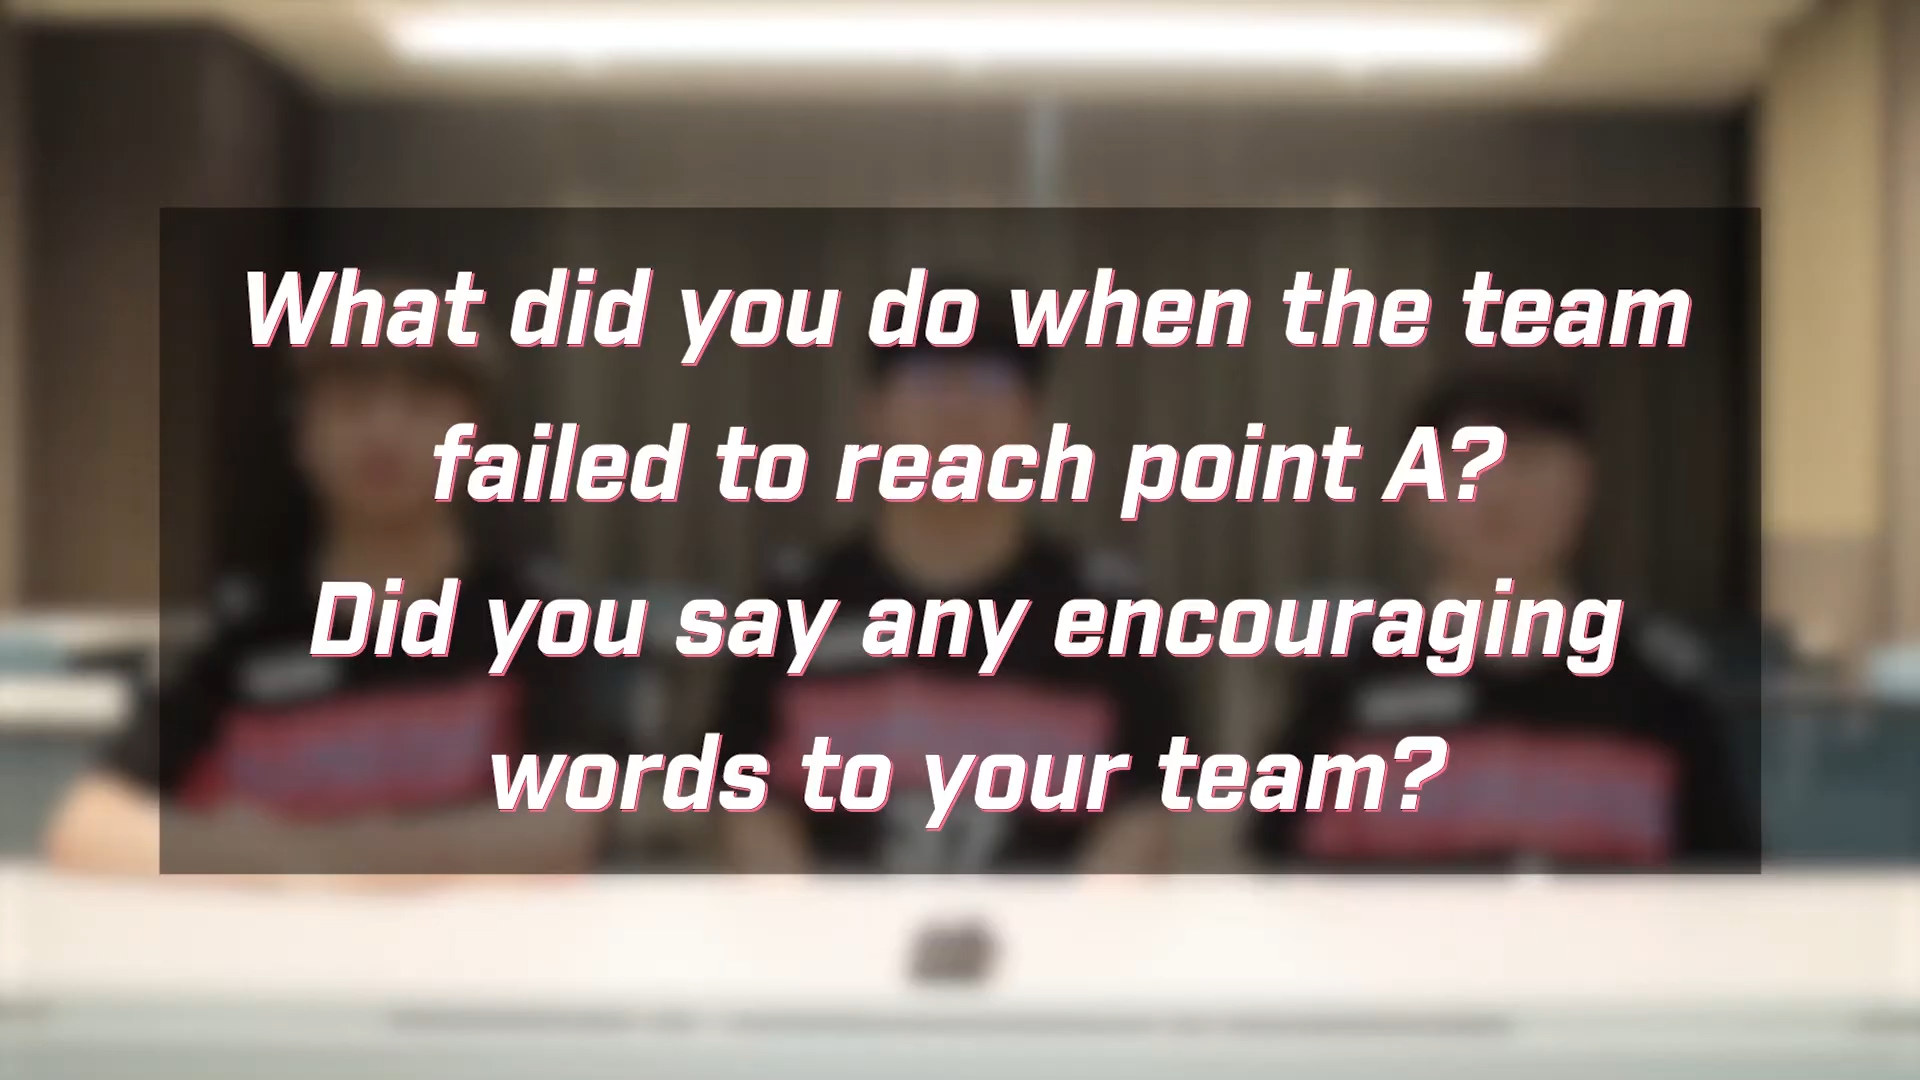 What did you do when the team
failed to reach point A?
Did you say any encouraging
words to your team?